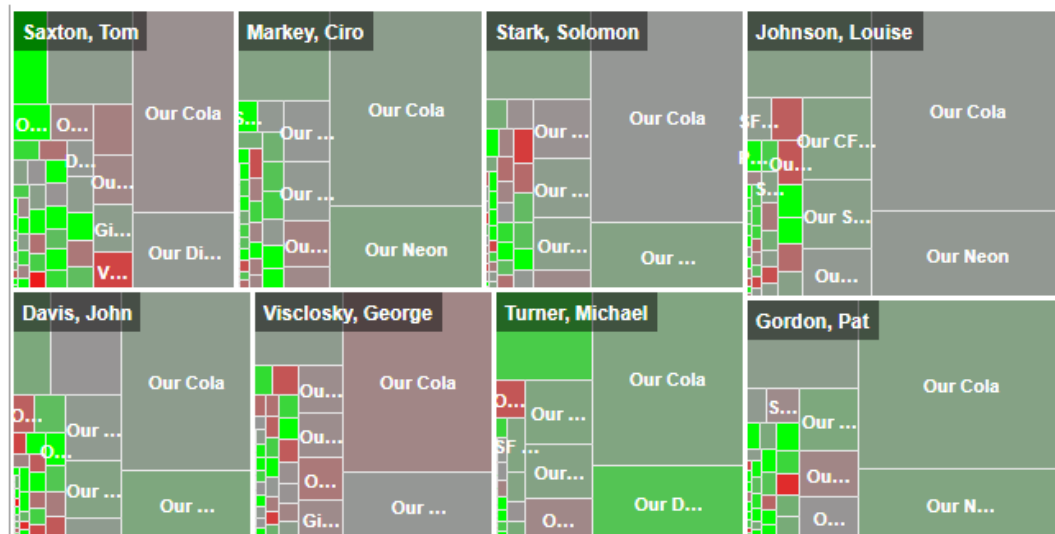 Saxton, Tom
Our Cola
O...
O...
D...
Ou...
Gi...
V...
Our Di...
Markey, Ciro
Our Cola
S...
Our ...
Our ...
Ou...
Our Neon
Stark, Solomon
Our Cola
Our ...
Our ...
Our...
Our ...
Johnson, Louise
Our Cola
SF...
Our CF...
P...
Ou...
S...
Our S...
Ou...
Our Neon
Davis, John
Our Cola
O...
Our ...
O...
Our ...
Our ...
Visclosky, George
Our Cola
Ou...
Ou...
O...
Gi...
Our ...
Turner, Michael
Our Cola
O...
Our ...
SF ...
Our...
O...
Our D...
Gordon, Pat
Our Cola
S...
Our ...
Ou...
O...
Our N...